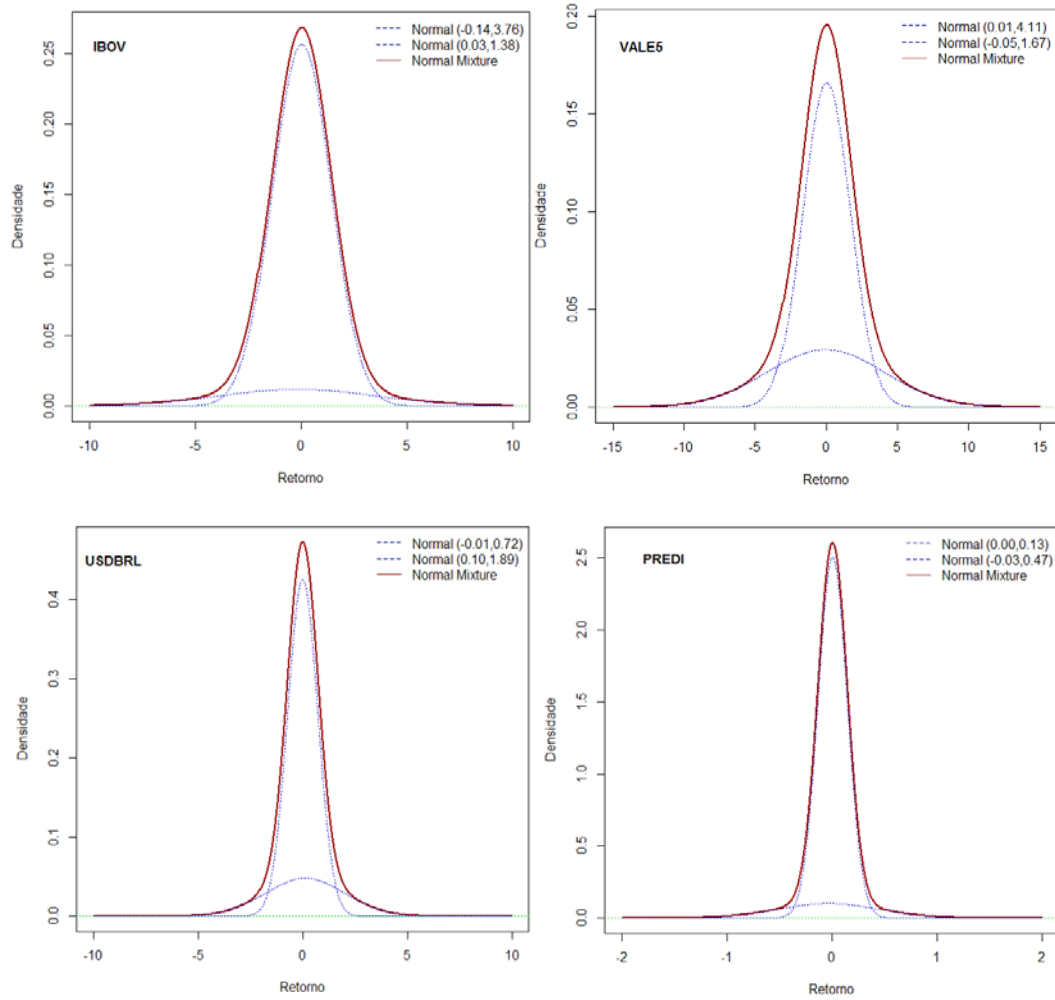 IBOV
Normal (-0.14,3.76)
Normal (0.03,1.38)
Normal Mixture
Densidade
0.25
0.20
0.15
0.10
0.05
0.00
-10 -5 0 5 10
Retorno
VALE5
Normal (0.01,4.11)
Normal (-0.05,1.67)
Normal Mixture
Densidade
0.20
0.15
0.10
0.05
0.00
-15 -10 -5 0 5 10 15
Retorno
USDBRL
Normal (-0.01,0.72)
Normal (0.10,1.89)
Normal Mixture
Densidade
0.4
0.3
0.2
0.1
0.0
-10 -5 0 5 10
Retorno
PREDI
Normal (0.00,0.13)
Normal (-0.03,0.47)
Normal Mixture
Densidade
2.5
2.0
1.5
1.0
0.5
0.0
-2 -1 0 1 2
Retorno